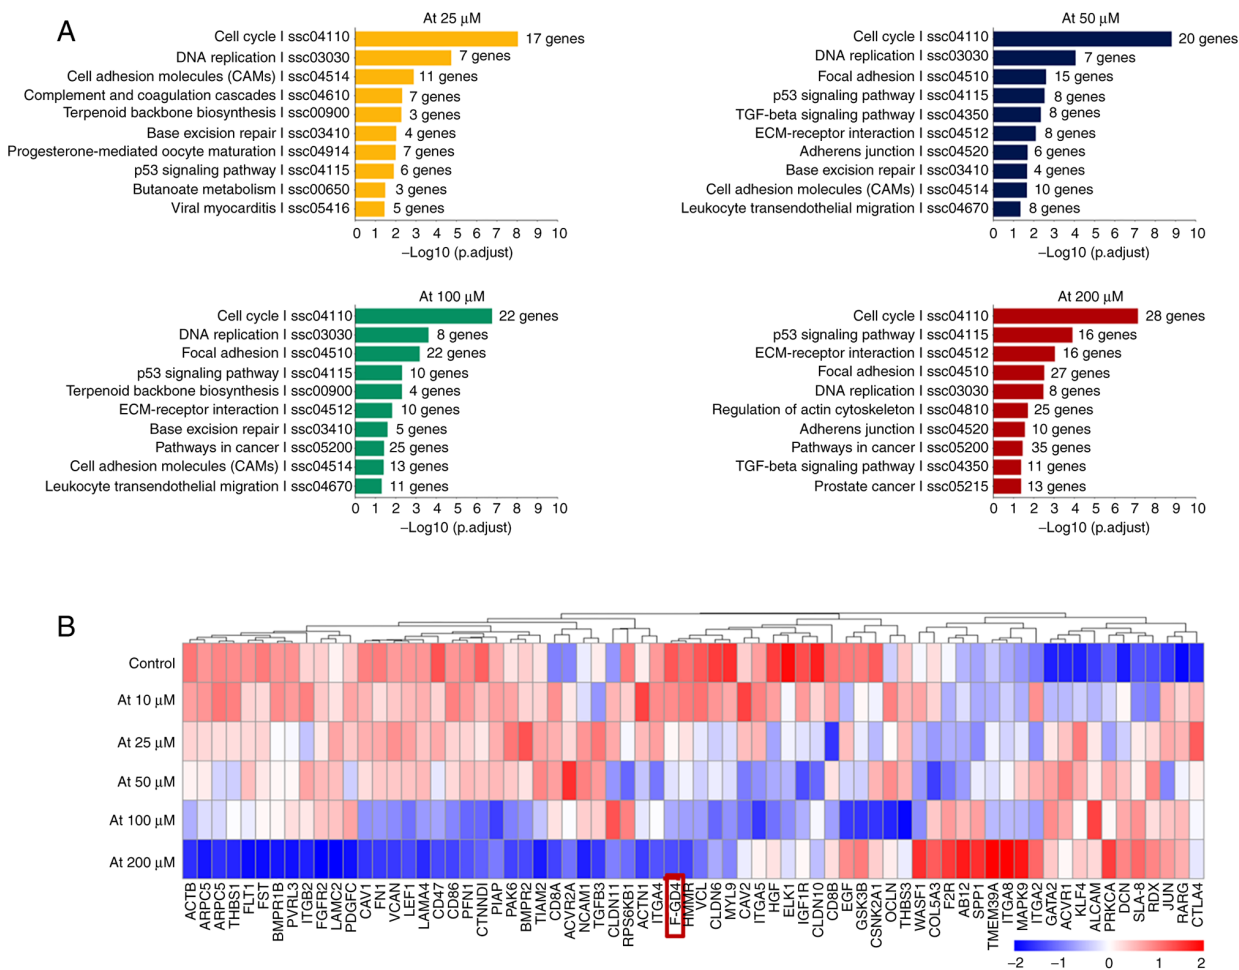 A
At 25 µM
Cell cycle I ssc04110 17 genes
DNA replication I ssc03030 7 genes
Cell adhesion molecules (CAMs) I ssc04514 11 genes
Complement and coagulation cascades I ssc04610 7 genes
Terpenoid backbone biosynthesis I ssc00900 3 genes
Base excision repair I ssc03410 4 genes
Progesterone-mediated oocyte maturation I ssc04914 7 genes
p53 signaling pathway I ssc04115 6 genes
Butanoate metabolism I ssc00650 3 genes
Viral myocarditis I ssc05416 5 genes
0 1 2 3 4 5 6 7 8 9 10
–Log10 (p.adjust)
At 50 µM
Cell cycle I ssc04110 20 genes
DNA replication I ssc03030 7 genes
Focal adhesion I ssc04510 15 genes
p53 signaling pathway I ssc04115 8 genes
TGF-beta signaling pathway I ssc04350 8 genes
ECM-receptor interaction I ssc04512 8 genes
Adherens junction I ssc04520 6 genes
Base excision repair I ssc03410 4 genes
Cell adhesion molecules (CAMs) I ssc04514 10 genes
Leukocyte transendothelial migration I ssc04670 8 genes
0 1 2 3 4 5 6 7 8 9 10
–Log10 (p.adjust)
At 100 µM
Cell cycle I ssc04110 22 genes
DNA replication I ssc03030 8 genes
Focal adhesion I ssc04510 22 genes
p53 signaling pathway I ssc04115 10 genes
Terpenoid backbone biosynthesis I ssc00900 4 genes
ECM-receptor interaction I ssc04512 10 genes
Base excision repair I ssc03410 5 genes
Pathways in cancer I ssc05200 25 genes
Cell adhesion molecules (CAMs) I ssc04514 13 genes
Leukocyte transendothelial migration I ssc04670 11 genes
0 1 2 3 4 5 6 7 8 9 10
–Log10 (p.adjust)
At 200 µM
Cell cycle I ssc04110 28 genes
p53 signaling pathway I ssc04115 16 genes
ECM-receptor interaction I ssc04512 16 genes
Focal adhesion I ssc04510 27 genes
DNA replication I ssc03030 8 genes
Regulation of actin cytoskeleton I ssc04810 25 genes
Adherens junction I ssc04520 10 genes
Pathways in cancer I ssc05200 35 genes
TGF-beta signaling pathway I ssc04350 11 genes
Prostate cancer I ssc05215 13 genes
0 1 2 3 4 5 6 7 8 9 10
–Log10 (p.adjust)
B
Control
At 10 µM
At 25 µM
At 50 µM
At 100 µM
At 200 µM
ACTB
ARPC5
ARPC5
THBS1
FLT1
FST
BMPR1B
PVRL3
ITGB2
FGFR2
LAMC2
PDGFC
CAV1
FN1
VCAN
LEF1
LAMA4
CD47
CD86
PFN1
CTNNDI
PIAP
PAK6
BMPR2
TIAM2
CD8A
ACVR2A
NCAM1
TGFB3
CLDN11
RPS6KB1
ACTN1
ITGA4
F-GD4
HMMR
VCL
CLDN6
MYL9
CAV2
ITGA5
HGF
ELK1
IGF1R
CLDN10
CD8B
EGF
GSK3B
CSNK2A1
OCLN
THBS3
WASF1
COL5A3
F2R
AB12
SPP1
TMEM39A
ITGA8
MAPK9
ITGA2
GATA2
ACVR1
KLF4
ALCAM
PRKCA
DCN
SLA-8
RDX
JUN
RARG
CTLA4
–2 –1 0 1 2